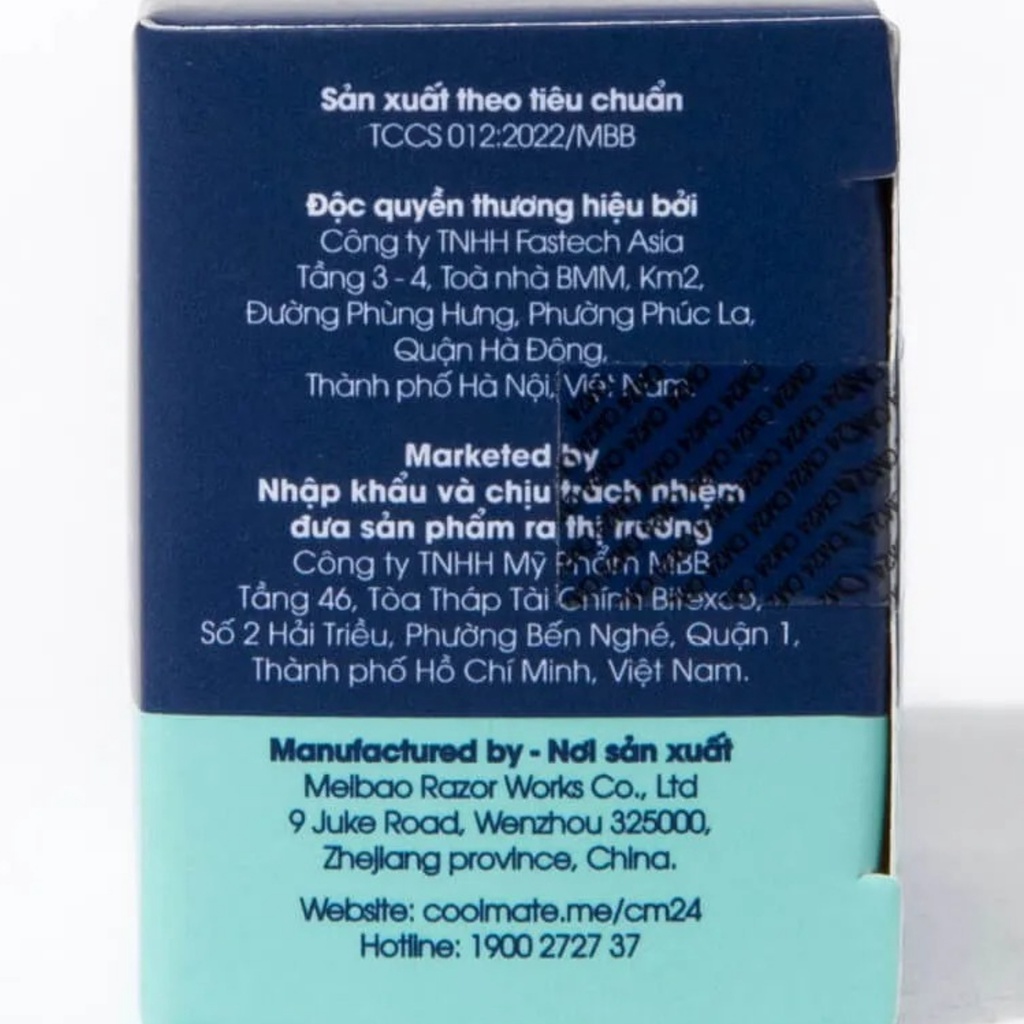 Sản xuất theo tiêu chuẩn
TCCS 012:2022/MBB
Độc quyền thương hiệu bởi
Công ty TNHH Fastech Asia
Tầng 3 - 4, Toà nhà BMM, Km2,
Đường Phùng Hưng, Phường Phúc La,
Quận Hà Đông,
Thành phố Hà Nội, Việt Nam.
Marketed by
Nhập khẩu và chịu trách nhiệm
đưa sản phẩm ra thị trường
Công ty TNHH Mỹ Phẩm MBB
Tầng 46, Tòa Tháp Tài Chính Bitexco,
Số 2 Hải Triều, Phường Bến Nghé, Quận 1,
Thành phố Hồ Chí Minh, Việt Nam.
Manufactured by - Nơi sản xuất
Meibao Razor Works Co., Ltd
9 Juke Road, Wenzhou 325000,
Zhejiang province, China.
Website: coolmate.me/cm24
Hotline: 1900 2727 37